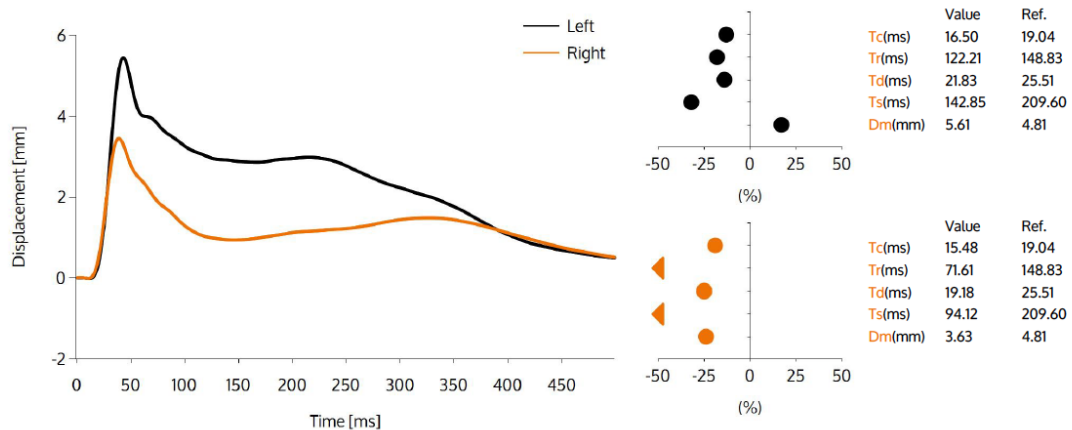 Displacement [mm]
6
4
2
0
-2
0 50 100 150 200 250 300 350 400 450
Time [ms]
Left
Right
-50 -25 0 25 50
(%)
Value Ref.
Tc(ms) 16.50 19.04
Tr(ms) 122.21 148.83
Td(ms) 21.83 25.51
Ts(ms) 142.85 209.60
Dm(mm) 5.61 4.81
-50 -25 0 25 50
(%)
Value Ref.
Tc(ms) 15.48 19.04
Tr(ms) 71.61 148.83
Td(ms) 19.18 25.51
Ts(ms) 94.12 209.60
Dm(mm) 3.63 4.81